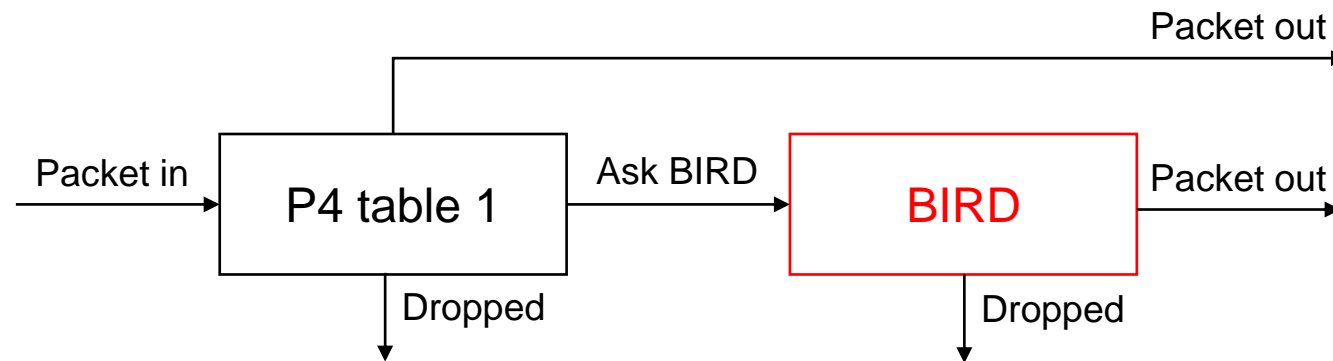 Packet out
Packet in
P4 table 1
Ask BIRD
BIRD
Packet out
Dropped
Dropped